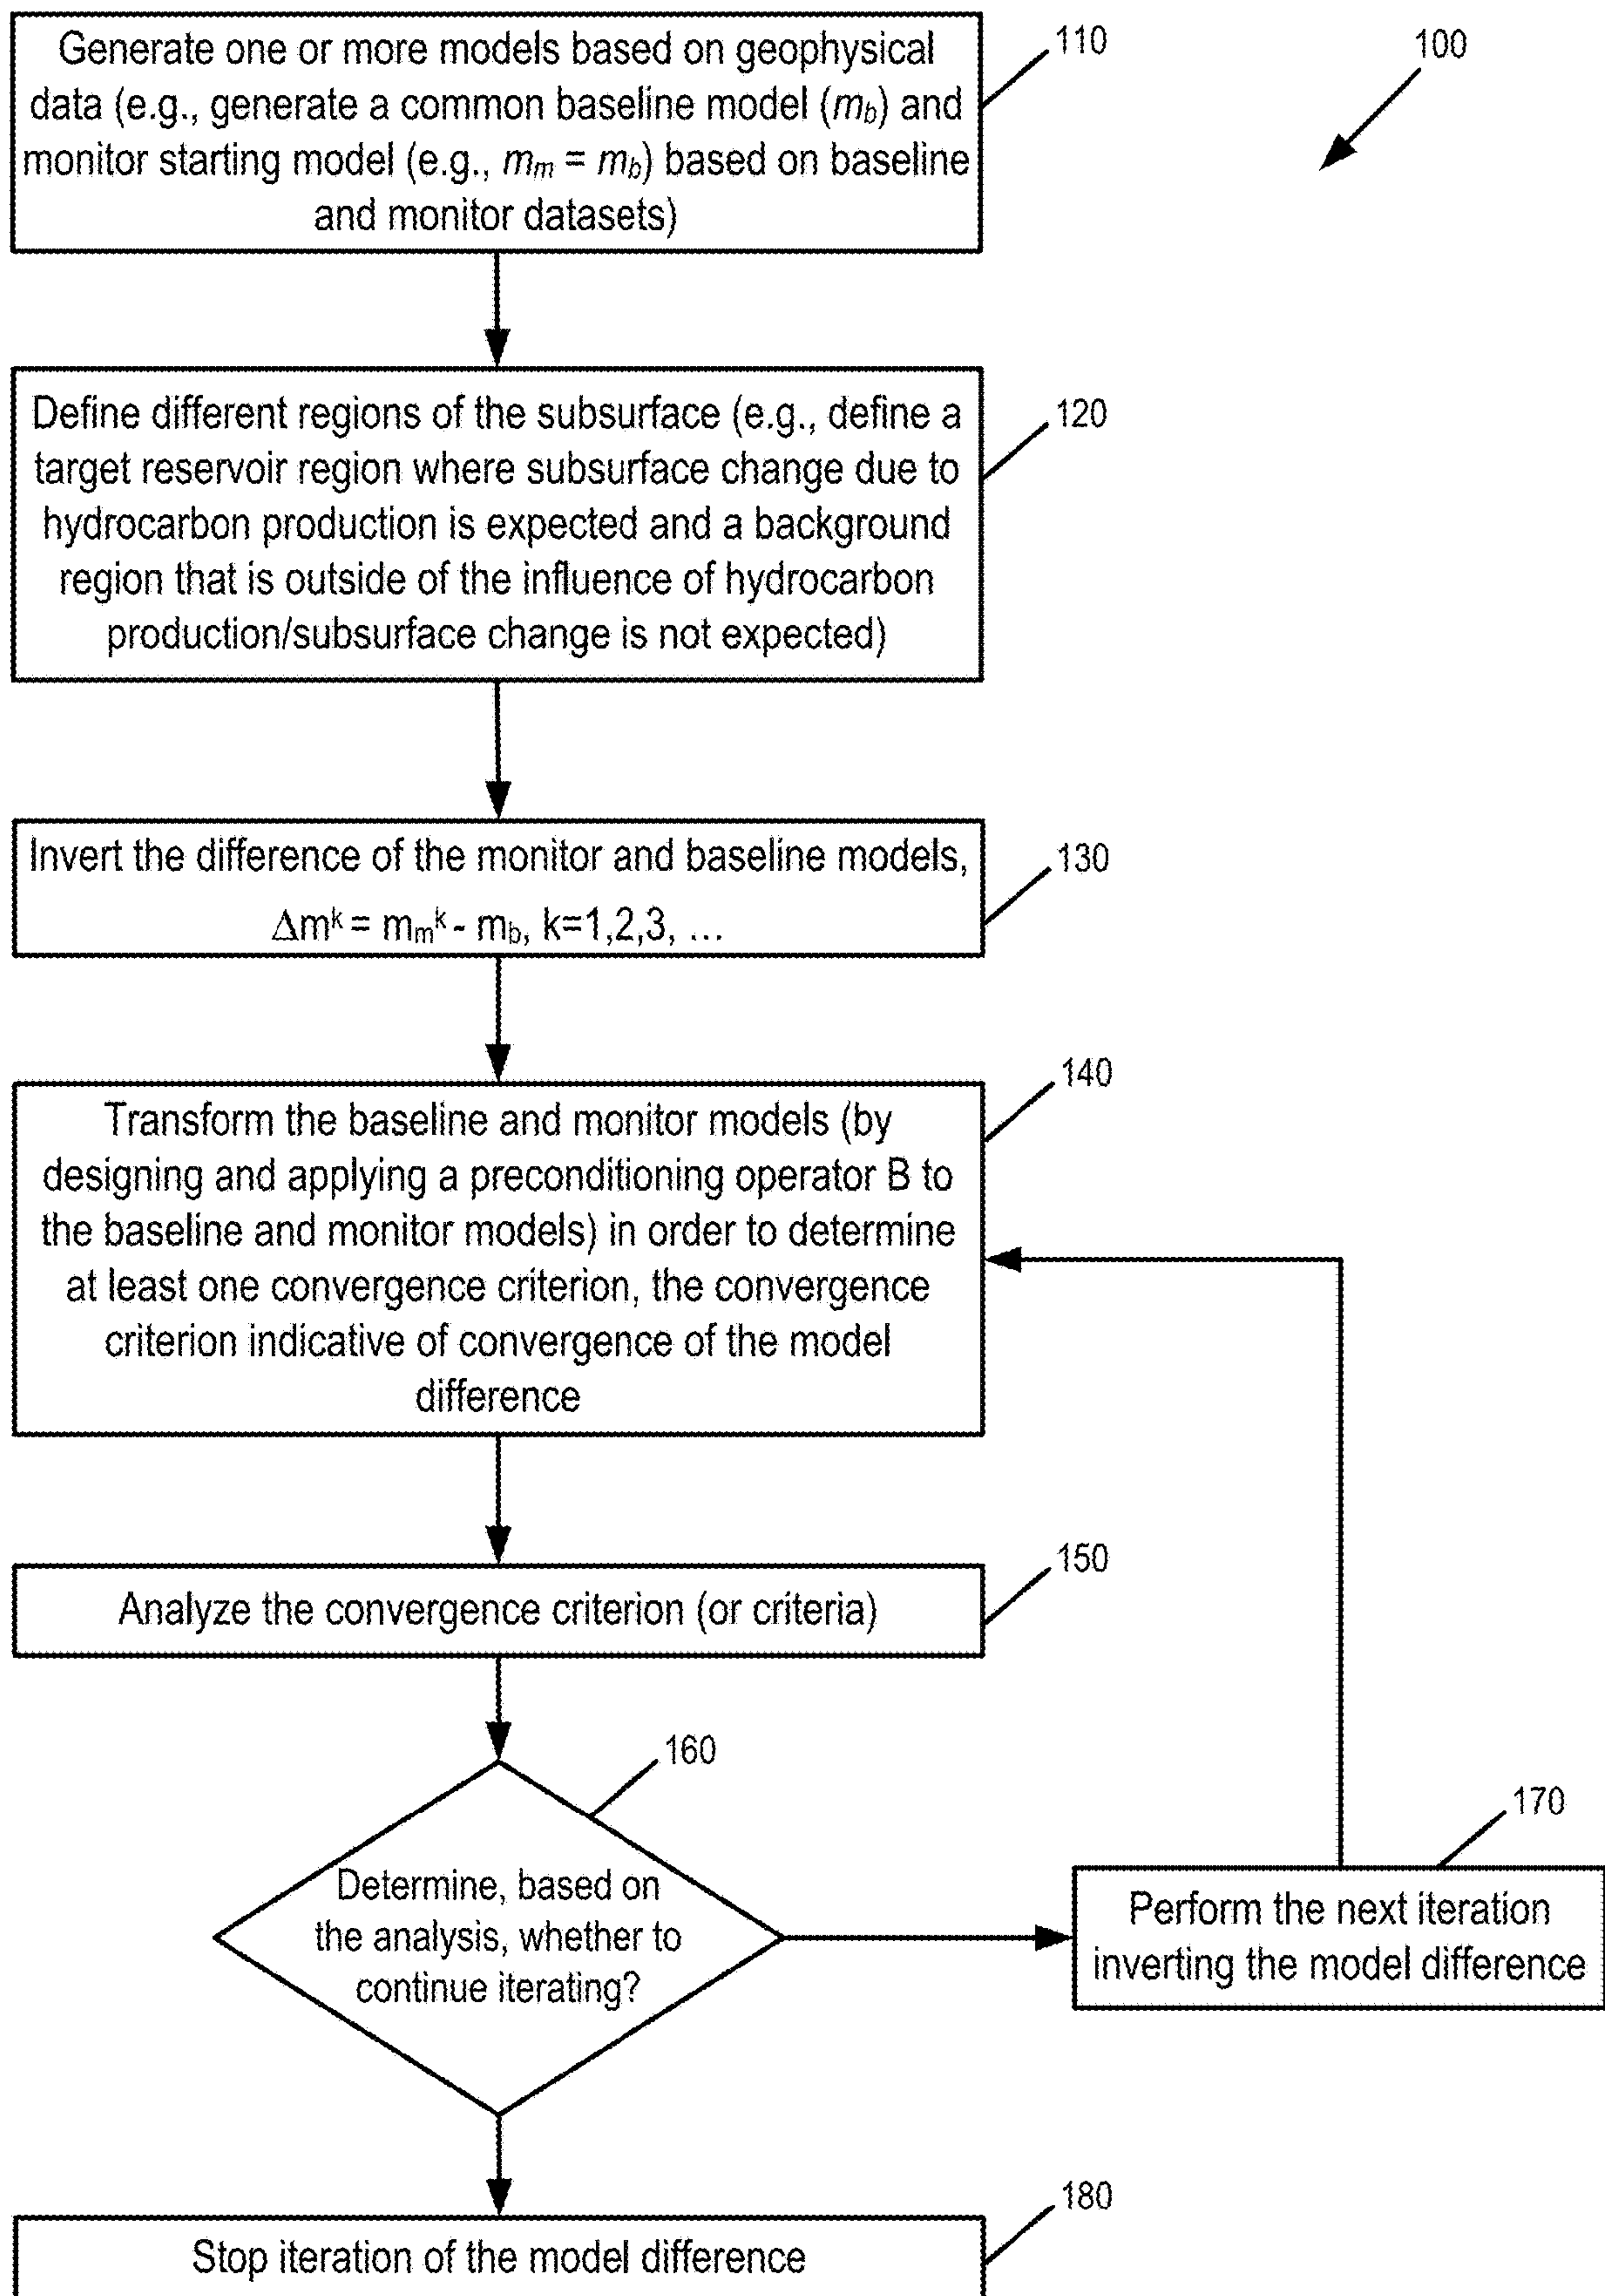 Generate one or more models based on geophysical
data (e.g., generate a common baseline model (m_b) and
monitor starting model (e.g., m_m = m_b) based on baseline
and monitor datasets)
110
100
Define different regions of the subsurface (e.g., define a
target reservoir region where subsurface change due to
hydrocarbon production is expected and a background
region that is outside of the influence of hydrocarbon
production/subsurface change is not expected)
120
Invert the difference of the monitor and baseline models,
Δm^k = m_m^k - m_b, k=1,2,3, ...
130
Transform the baseline and monitor models (by
designing and applying a preconditioning operator B to
the baseline and monitor models) in order to determine
at least one convergence criterion, the convergence
criterion indicative of convergence of the model
difference
140
Analyze the convergence criterion (or criteria)
150
Determine, based on
the analysis, whether to
continue iterating?
160
Perform the next iteration
inverting the model difference
170
Stop iteration of the model difference
180